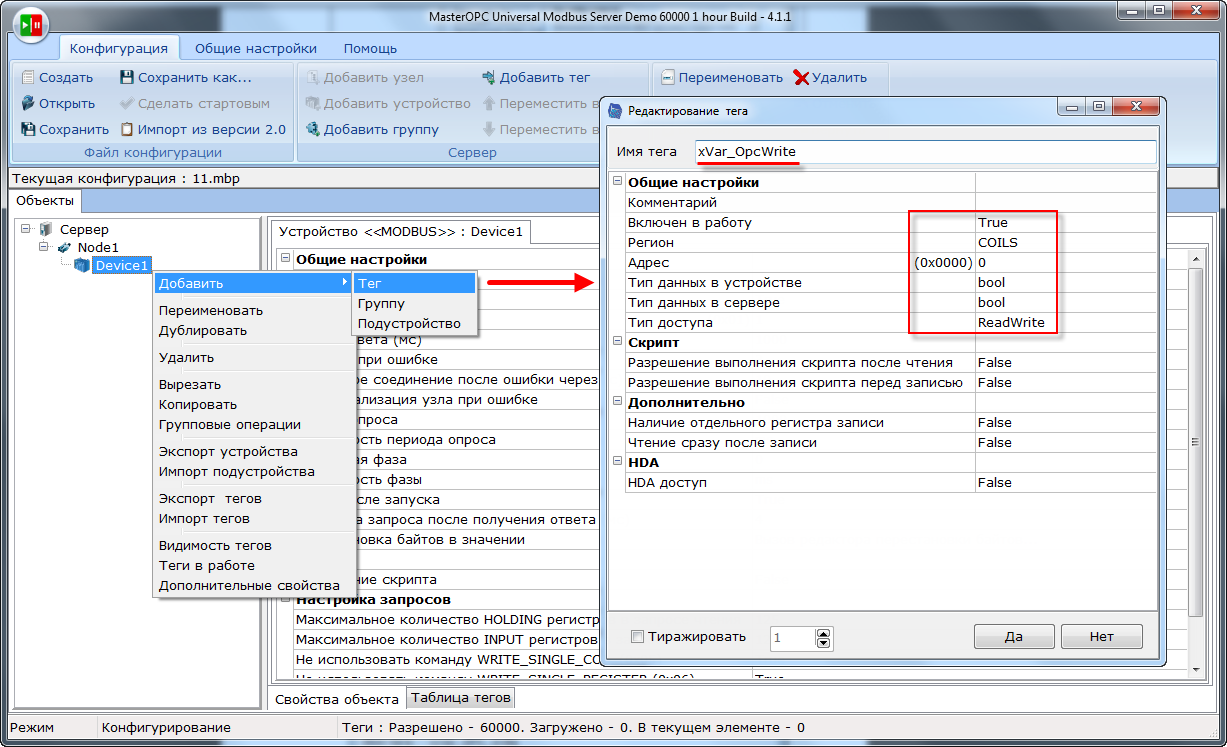 MasterOPC Universal Modbus Server Demo 60000 1 hour Build - 4.1.1
Конфигурация Общие настройки Помощь
Создать Сохранить как... Добавить узел Добавить тег Переименовать Удалить
Открыть Сделать стартовым Добавить устройство Переместить в
Сохранить Импорт из версии 2.0 Добавить группу Переместить в
Файл конфигурации Сервер
Текущая конфигурация : 11.mbp
Объекты
Сервер
Node1
Device1
Устройство <<MODBUS>> : Device1
Общие настройки
Добавить
Переименовать
Дублировать
Удалить
Вырезать
Копировать
Групповые операции
Экспорт устройства
Импорт подустройства
Экспорт тегов
Импорт тегов
Видимость тегов
Теги в работе
Дополнительные свойства
Тег
Группу
Подустройство
вета (мс)
при ошибке
ое соединение после ошибки через
ализация узла при ошибке
проса
ость периода опроса
ая фаза
ость фазы
сле запуска
а запроса после получения ответа
новка байтов в значении
ние скрипта
Настройка запросов
Максимальное количество HOLDING регистр
Максимальное количество INPUT регистров
Не использовать команду WRITE_SINGLE_CO
Не использовать команду WRITE_SINGLE_REGISTER (0x06) True
Свойства объекта Таблица тегов
Редактирование тега
Имя тега xVar_OpcWrite
Общие настройки
Комментарий
Включен в работу True
Регион COILS
Адрес (0x0000) 0
Тип данных в устройстве bool
Тип данных в сервере bool
Тип доступа ReadWrite
Скрипт
Разрешение выполнения скрипта после чтения False
Разрешение выполнения скрипта перед записью False
Дополнительно
Наличие отдельного регистра записи False
Чтение сразу после записи False
HDA
HDA доступ False
Тиражировать 1 Да Нет
Режим Конфигурирование Теги : Разрешено - 60000. Загружено - 0. В текущем элементе - 0